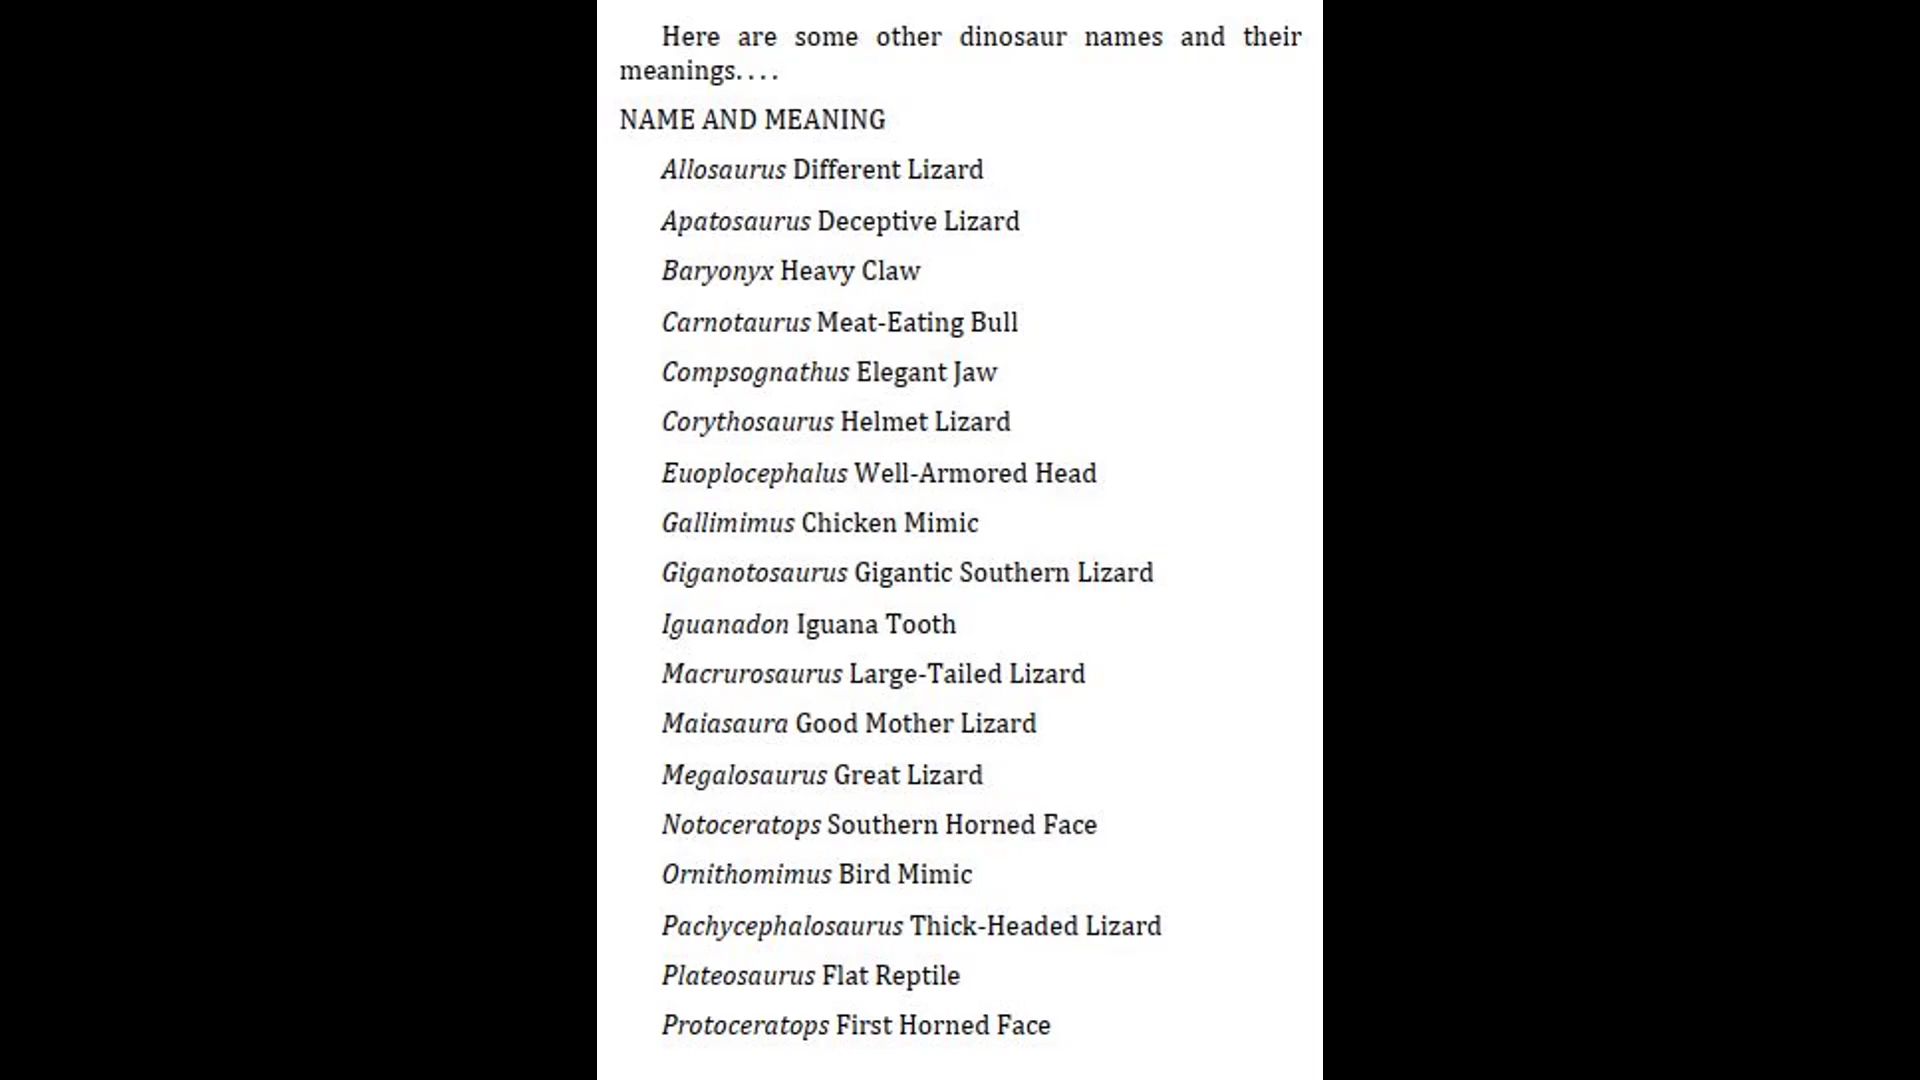 Here are some other dinosaur names and their
meanings. . . .
NAME AND MEANING
Allosaurus Different Lizard
Apatosaurus Deceptive Lizard
Baryonyx Heavy Claw
Carnotaurus Meat-Eating Bull
Compsognathus Elegant Jaw
Corythosaurus Helmet Lizard
Euoplocephalus Well-Armored Head
Gallimimus Chicken Mimic
Giganotosaurus Gigantic Southern Lizard
Iguanadon Iguana Tooth
Macrurosaurus Large-Tailed Lizard
Maiasaura Good Mother Lizard
Megalosaurus Great Lizard
Notoceratops Southern Horned Face
Ornithomimus Bird Mimic
Pachycephalosaurus Thick-Headed Lizard
Plateosaurus Flat Reptile
Protoceratops First Horned Face